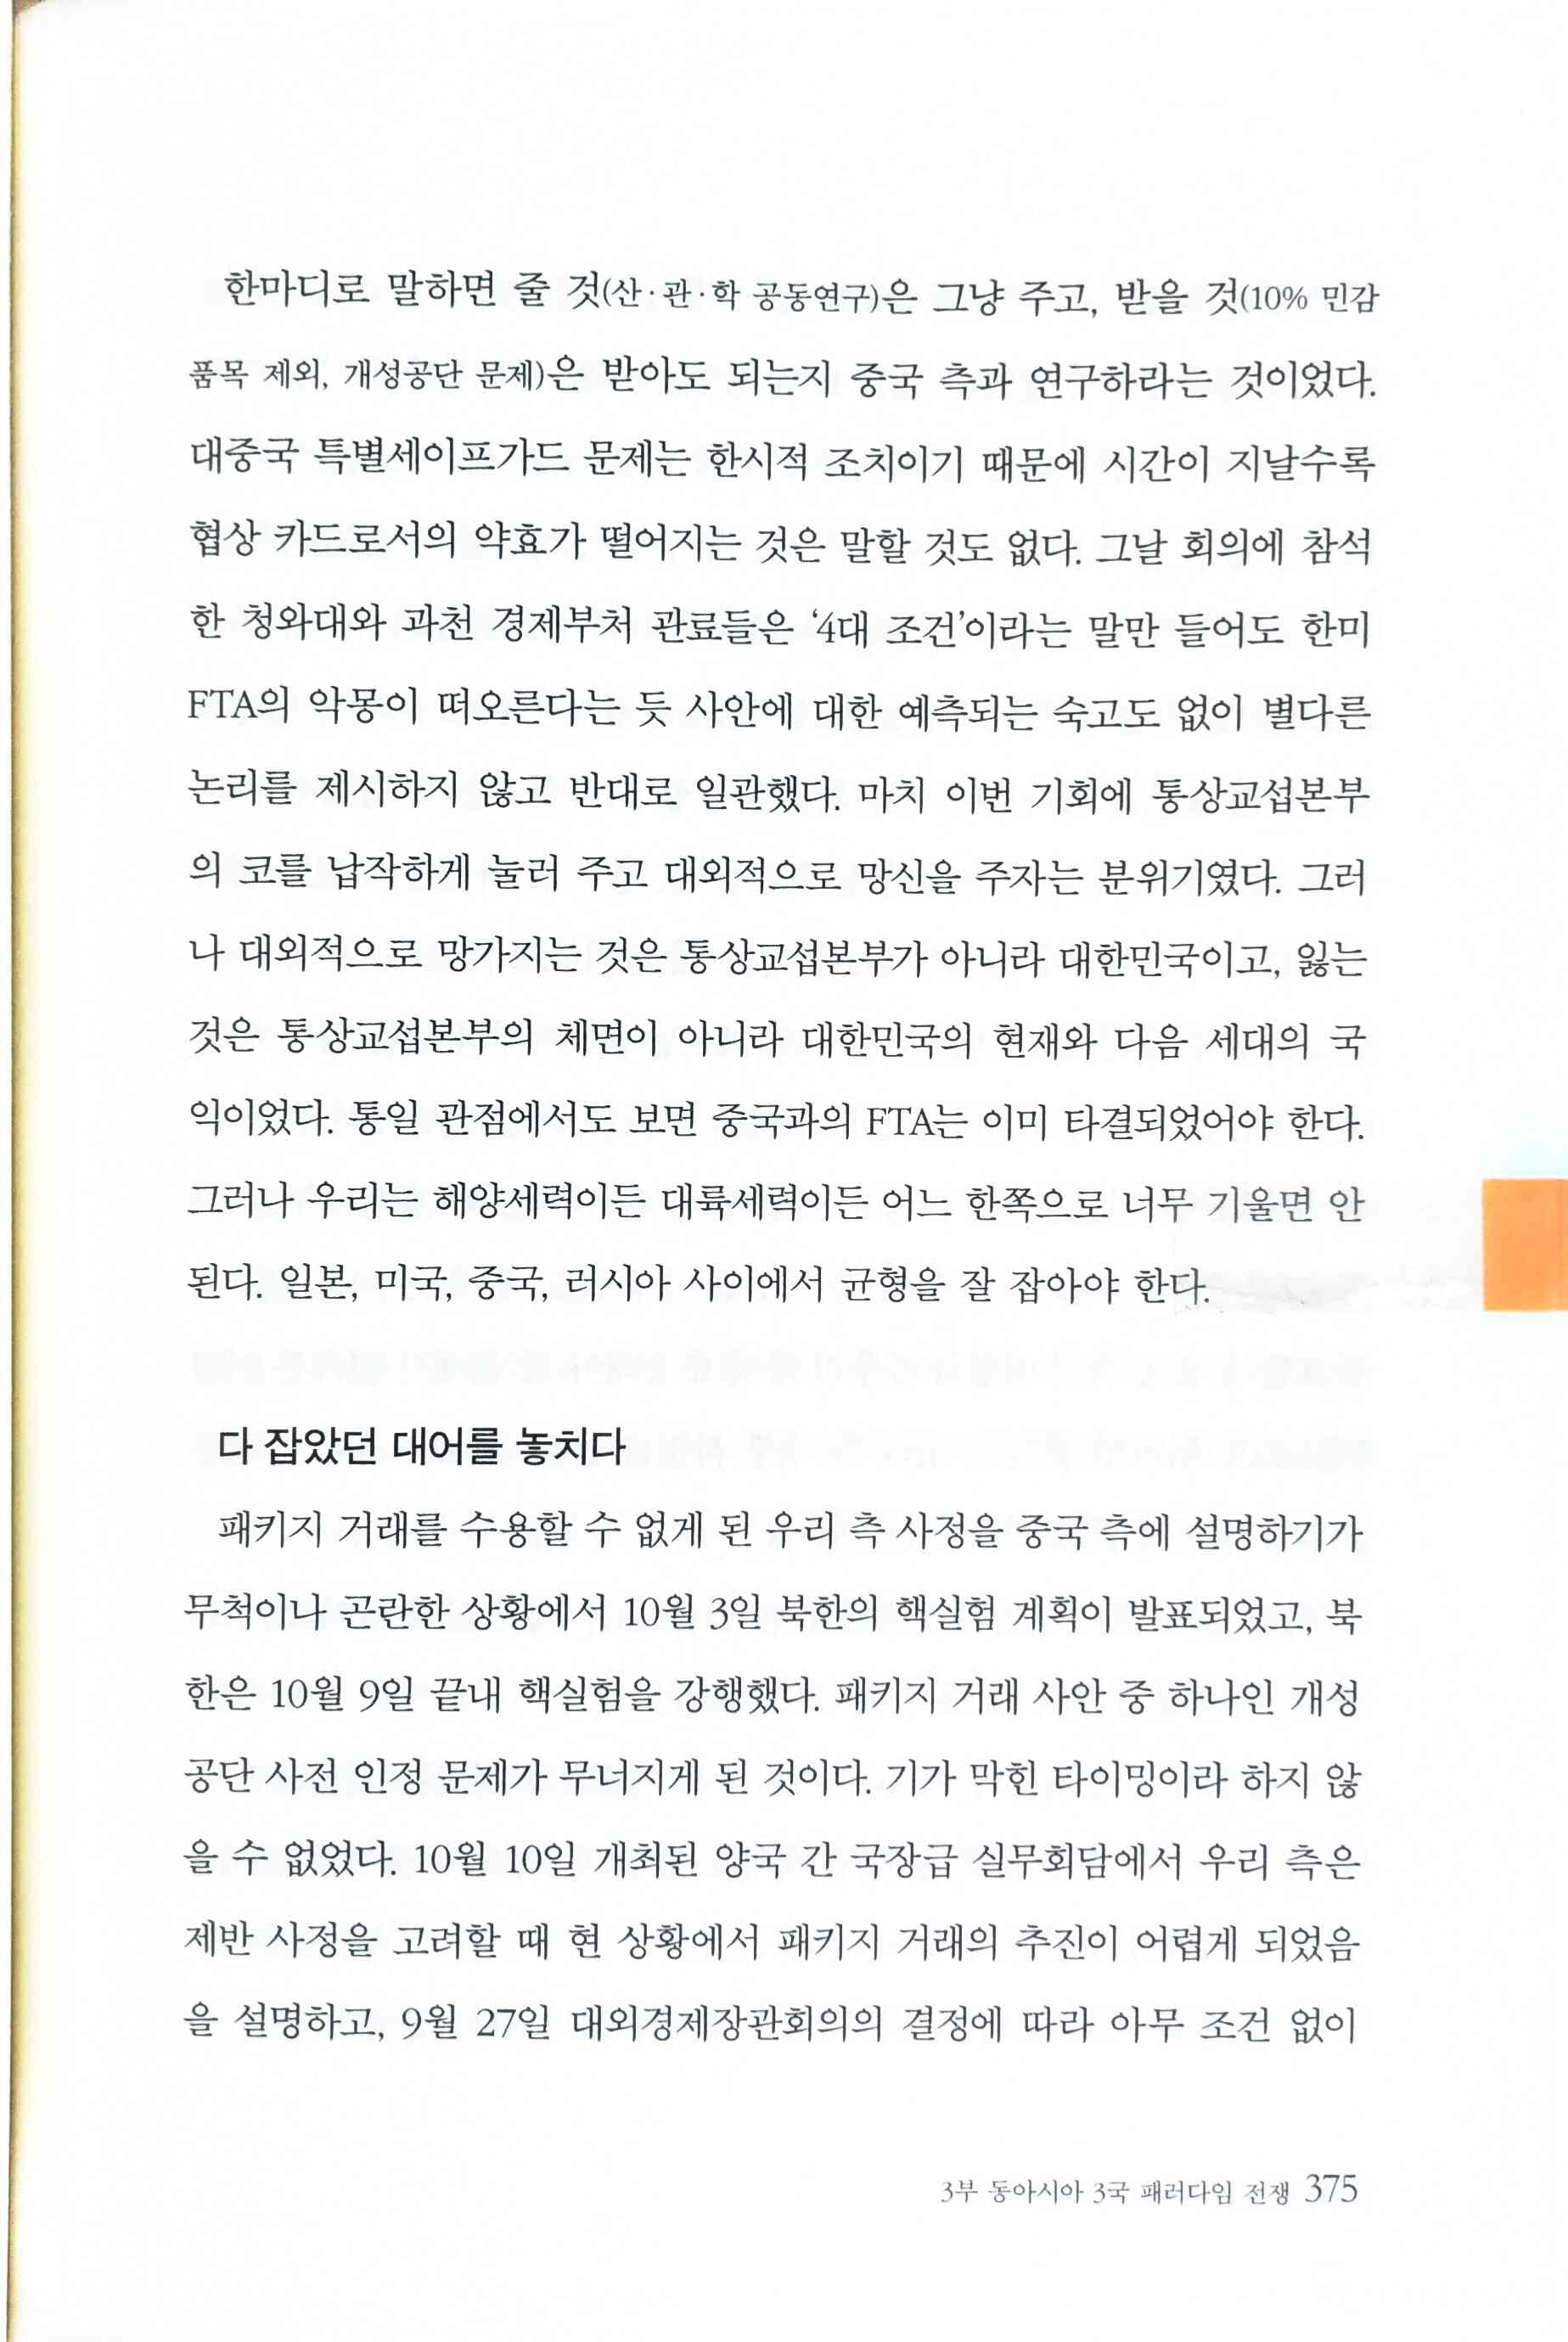 한마디로 말하면 줄 것(산·관·학 공동연구)은 그냥 주고, 받을 것(10% 민감
품목 제외, 개성공단 문제)은 받아도 되는지 중국 측과 연구하라는 것이었다.
대중국 특별세이프가드 문제는 한시적 조치이기 때문에 시간이 지날수록
협상 카드로서의 약효가 떨어지는 것은 말할 것도 없다. 그날 회의에 참석
한 청와대와 과천 경제부처 관료들은 ‘4대 조건’이라는 말만 들어도 한미
FTA의 악몽이 떠오른다는 듯 사안에 대한 예측되는 숙고도 없이 별다른
논리를 제시하지 않고 반대로 일관했다. 마치 이번 기회에 통상교섭본부
의 코를 납작하게 눌러 주고 대외적으로 망신을 주자는 분위기였다. 그러
나 대외적으로 망가지는 것은 통상교섭본부가 아니라 대한민국이고, 잃는
것은 통상교섭본부의 체면이 아니라 대한민국의 현재와 다음 세대의 국
익이었다. 통일 관점에서도 보면 중국과의 FTA는 이미 타결되었어야 한다.
그러나 우리는 해양세력이든 대륙세력이든 어느 한쪽으로 너무 기울면 안
된다. 일본, 미국, 중국, 러시아 사이에서 균형을 잘 잡아야 한다.
다 잡았던 대어를 놓치다
패키지 거래를 수용할 수 없게 된 우리 측 사정을 중국 측에 설명하기가
무척이나 곤란한 상황에서 10월 3일 북한의 핵실험 계획이 발표되었고, 북
한은 10월 9일 끝내 핵실험을 강행했다. 패키지 거래 사안 중 하나인 개성
공단 사전 인정 문제가 무너지게 된 것이다. 기가 막힌 타이밍이라 하지 않
을 수 없었다. 10월 10일 개최된 양국 간 국장급 실무회담에서 우리 측은
제반 사정을 고려할 때 현 상황에서 패키지 거래의 추진이 어렵게 되었음
을 설명하고, 9월 27일 대외경제장관회의의 결정에 따라 아무 조건 없이
3부 동아시아 3국 패러다임 전쟁 375